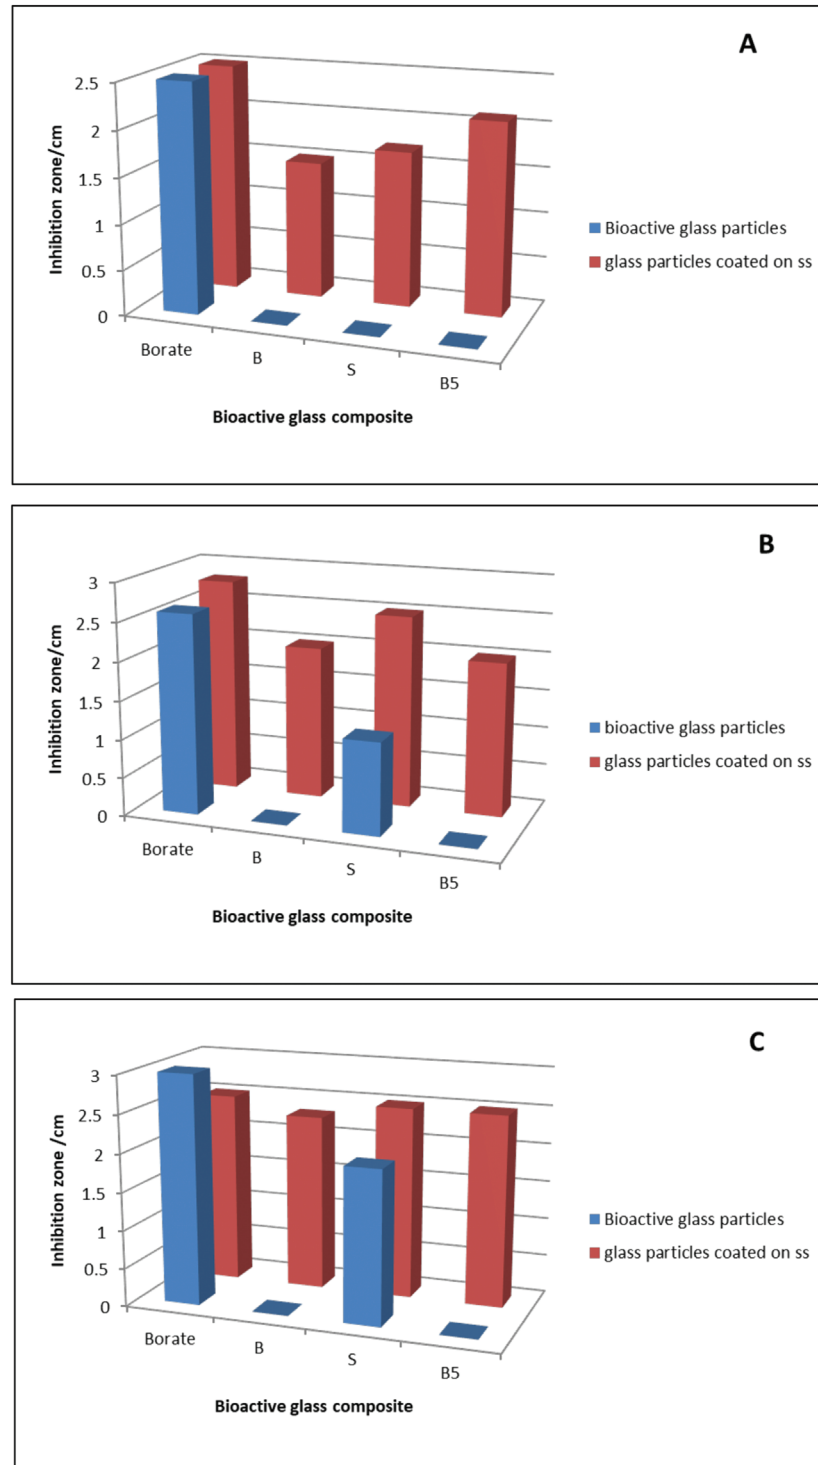 A
2.5
2
1.5
1
0.5
0
Inhibition zone/cm
Borate
B
S
B5
Bioactive glass composite
Bioactive glass particles
glass particles coated on ss
B
3
2.5
2
1.5
1
0.5
0
Inhibition zone/cm
Borate
B
S
B5
Bioactive glass composite
bioactive glass particles
glass particles coated on ss
C
3
2.5
2
1.5
1
0.5
0
Inhibition zone /cm
Borate
B
S
B5
Bioactive glass composite
Bioactive glass particles
glass particles coated on ss